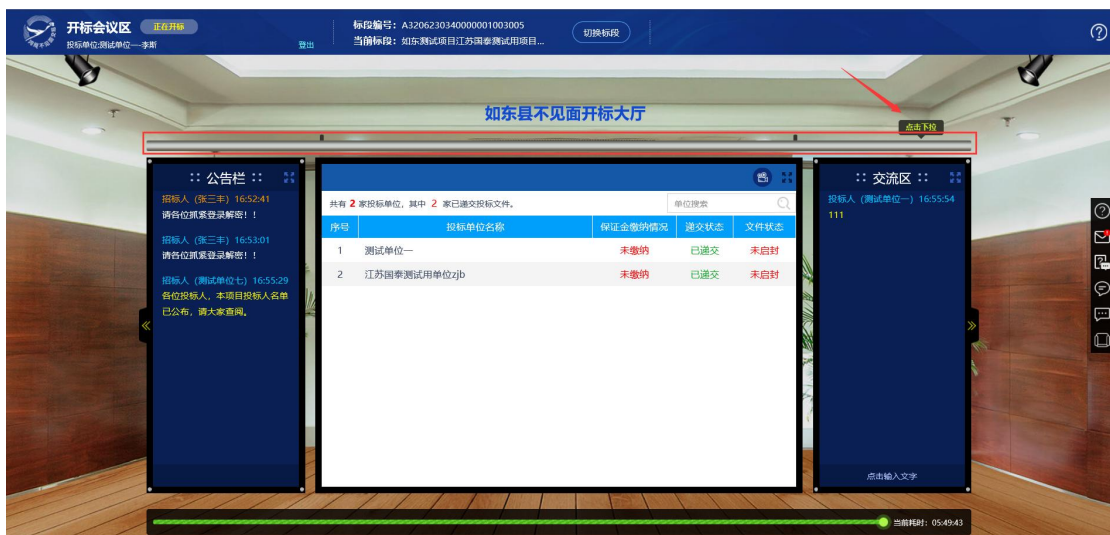 开标会议区 正在开标
投标单位:测试单位一---李斯 登出
标段编号：A3206230340000001003005
当前标段：如东测试项目江苏国泰测试用项目...
切换标段
如东县不见面开标大厅
点击下拉
:: 公告栏 ::
招标人（张三丰）16:52:41
请各位抓紧登录解密！！
招标人（张三丰）16:53:01
请各位抓紧登录解密！！
招标人（测试单位七）16:55:29
各位投标人，本项目投标人名单
已公布，请大家查阅。
共有 2 家投标单位，其中 2 家已递交投标文件。 单位搜索
序号 投标单位名称 保证金缴纳情况 递交状态 文件状态
1 测试单位一 未缴纳 已递交 未启封
2 江苏国泰测试用单位zjb 未缴纳 已递交 未启封
:: 交流区 ::
投标人（测试单位一）16:55:54
111
点击输入文字
当前耗时：05:49:43